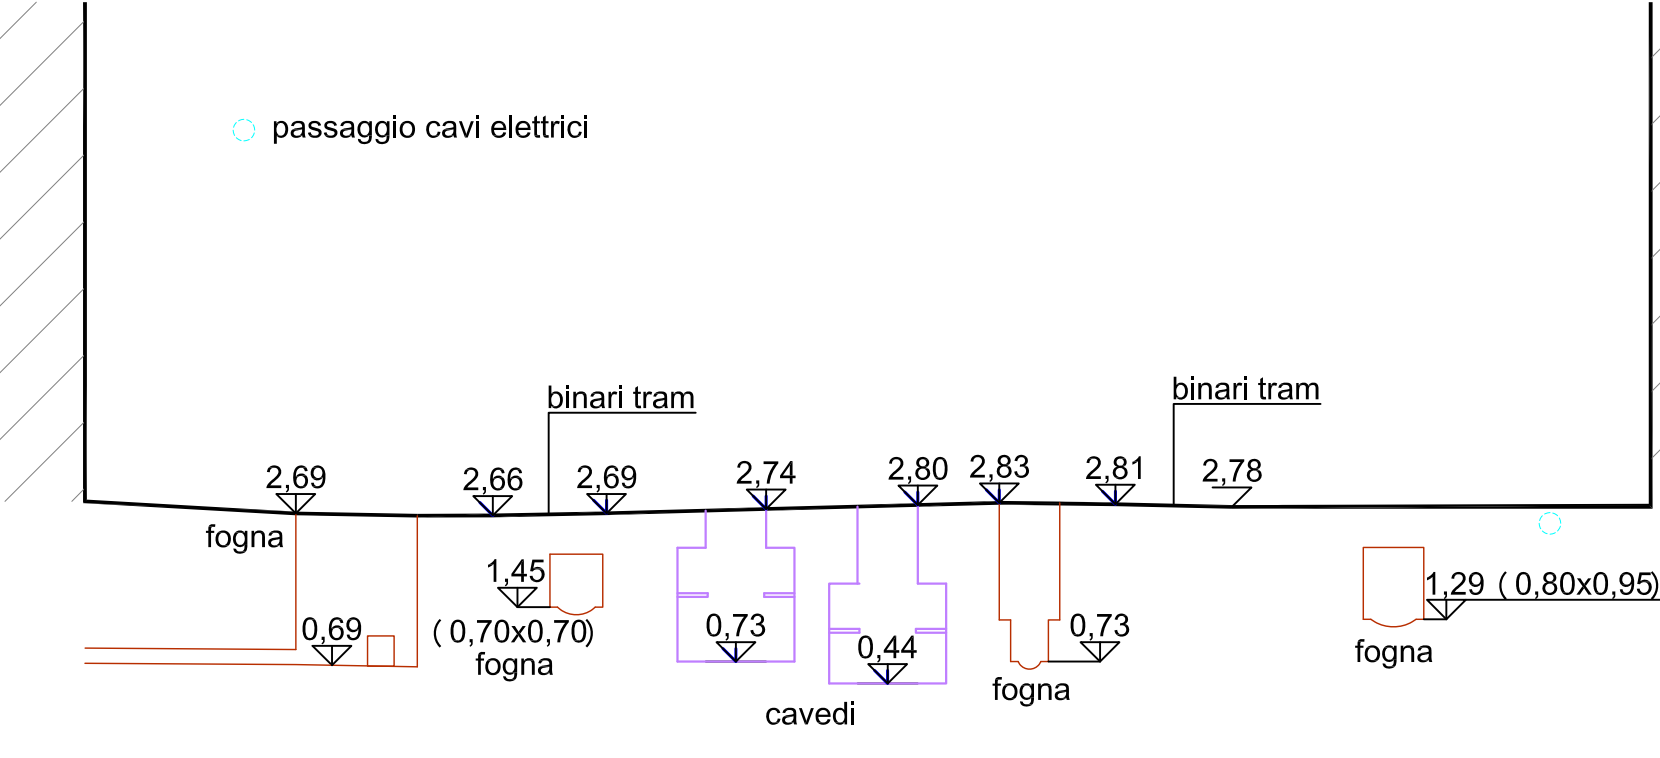 passaggio cavi elettrici
binari tram
binari tram
2,69
2,66
2,69
2,74
2,80
2,83
2,81
2,78
fogna
1,45
1,29 ( 0,80x0,95)
0,69
( 0,70x0,70)
0,73
0,44
0,73
fogna
fogna
fogna
cavedi